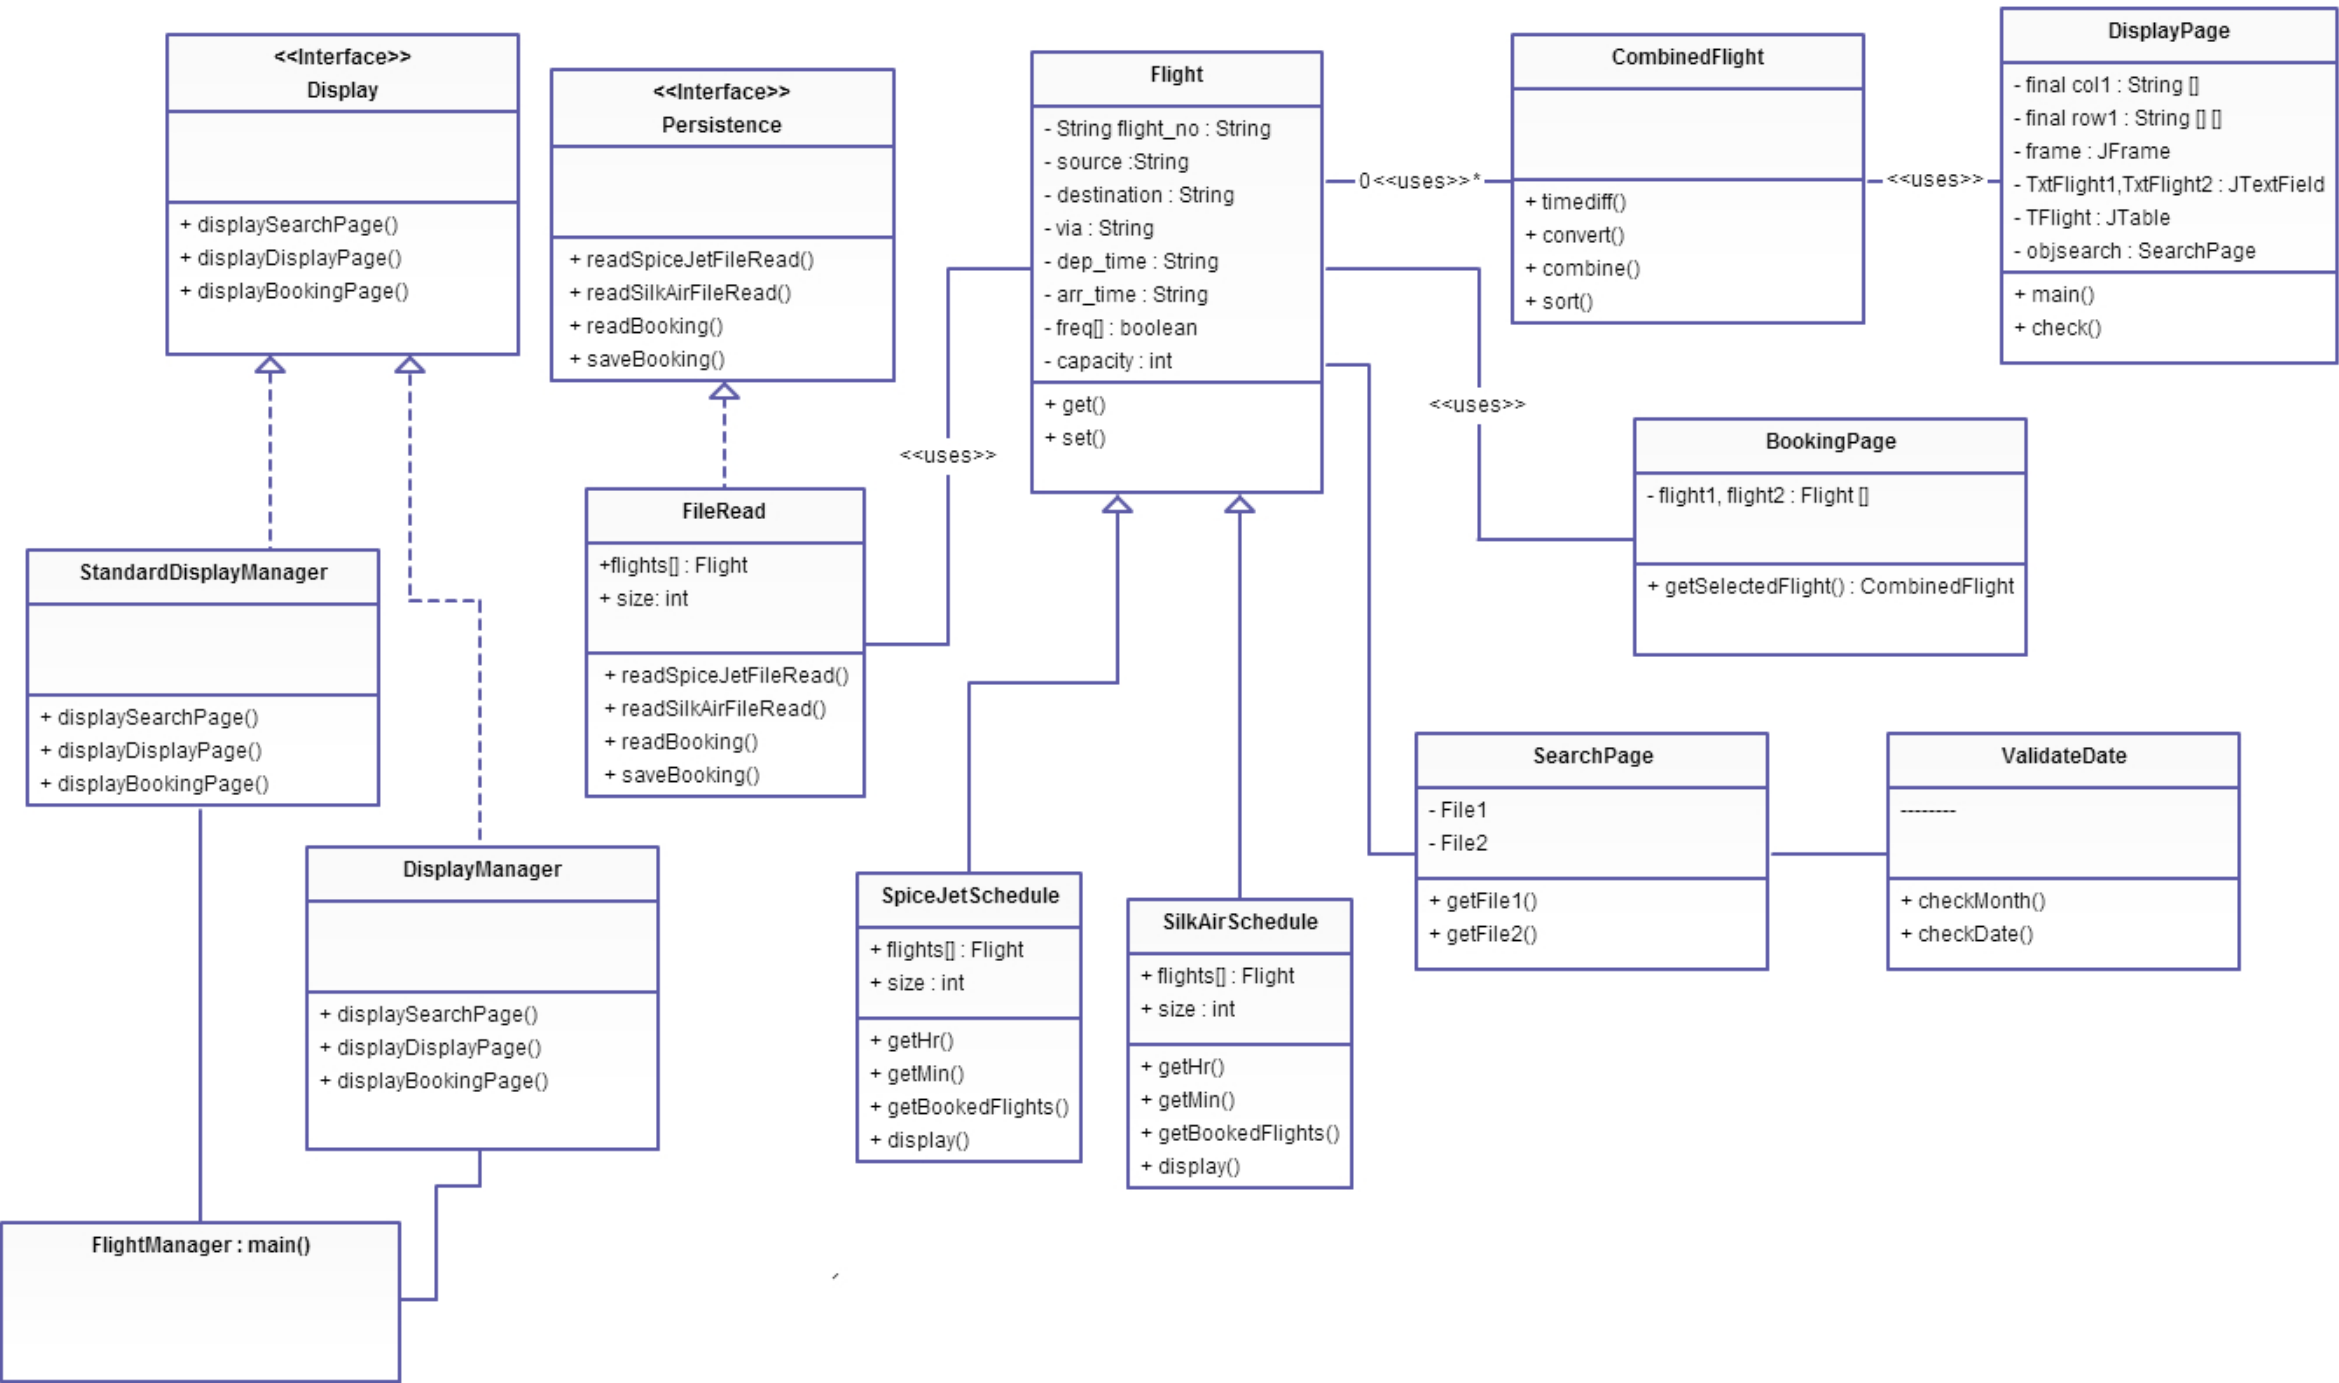 <<Interface>>
Display
+ displaySearchPage()
+ displayDisplayPage()
+ displayBookingPage()
<<Interface>>
Persistence
+ readSpiceJetFileRead()
+ readSilkAirFileRead()
+ readBooking()
+ saveBooking()
Flight
- String flight_no : String
- source :String
- destination : String
- via : String
- dep_time : String
- arr_time : String
- freq[] : boolean
- capacity : int
+ get()
+ set()
0<<uses>>*
CombinedFlight
+ timediff()
+ convert()
+ combine()
+ sort()
<<uses>>
DisplayPage
- final col1 : String []
- final row1 : String [] []
- frame : JFrame
- TxtFlight1,TxtFlight2 : JTextField
- TFlight : JTable
- objsearch : SearchPage
+ main()
+ check()
<<uses>>
<<uses>>
BookingPage
- flight1, flight2 : Flight []
+ getSelectedFlight() : CombinedFlight
StandardDisplayManager
+ displaySearchPage()
+ displayDisplayPage()
+ displayBookingPage()
FileRead
+flights[] : Flight
+ size: int
+ readSpiceJetFileRead()
+ readSilkAirFileRead()
+ readBooking()
+ saveBooking()
SearchPage
- File1
- File2
+ getFile1()
+ getFile2()
ValidateDate
--------
+ checkMonth()
+ checkDate()
DisplayManager
+ displaySearchPage()
+ displayDisplayPage()
+ displayBookingPage()
SpiceJetSchedule
+ flights[] : Flight
+ size : int
+ getHr()
+ getMin()
+ getBookedFlights()
+ display()
SilkAirSchedule
+ flights[] : Flight
+ size : int
+ getHr()
+ getMin()
+ getBookedFlights()
+ display()
FlightManager : main()